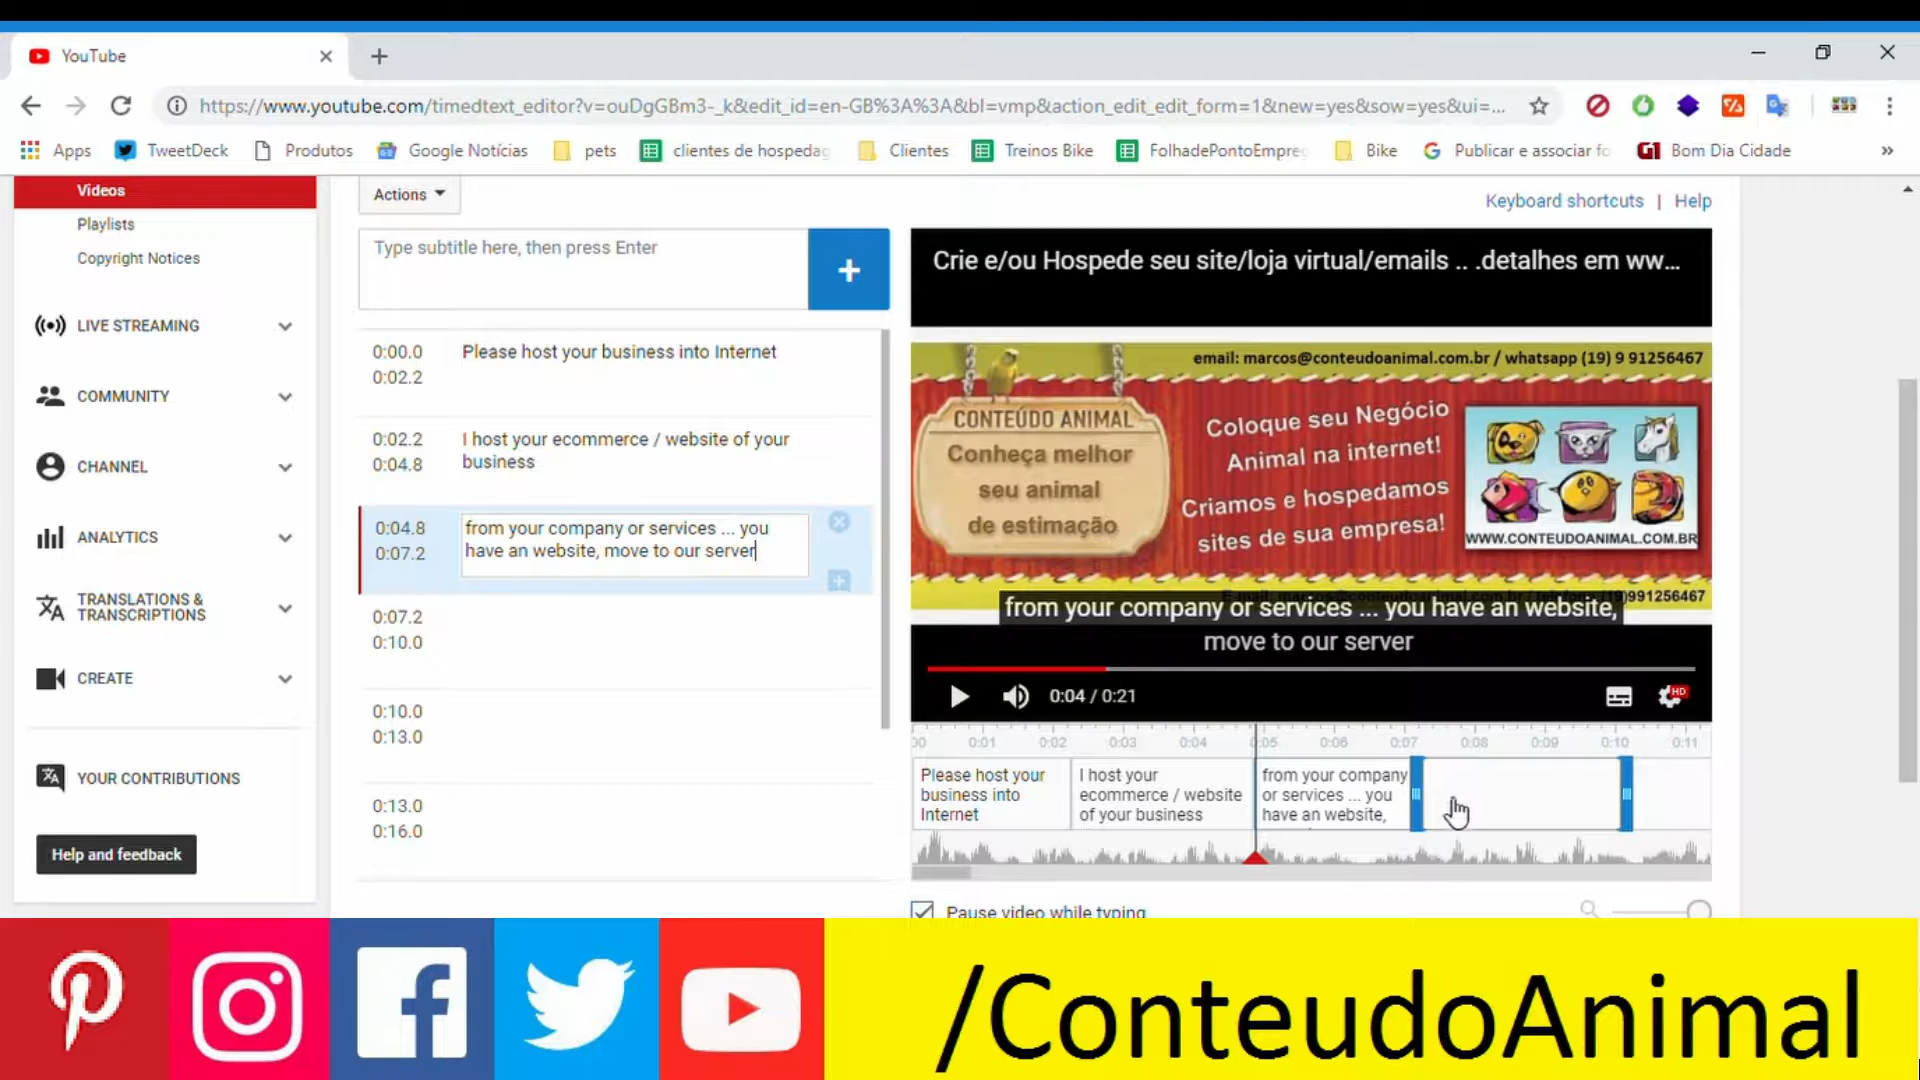 YouTube
https://www.youtube.com/timedtext_editor?v=ouDgGBm3-_k&edit_id=en-GB%3A%3A&bl=vmp&action_edit_edit_form=1&new=yes&sow=yes&ui=...
Apps TweetDeck Produtos Google Notícias pets clientes de hospedag Clientes Treinos Bike FolhadePontoEmpre Bike Publicar e associar fo G1 Bom Dia Cidade »
Videos
Playlists
Copyright Notices
LIVE STREAMING
COMMUNITY
CHANNEL
ANALYTICS
TRANSLATIONS &
TRANSCRIPTIONS
CREATE
YOUR CONTRIBUTIONS
Help and feedback
Actions
Keyboard shortcuts | Help
Type subtitle here, then press Enter
+
0:00.0 Please host your business into Internet
0:02.2
0:02.2 I host your ecommerce / website of your
0:04.8 business
0:04.8 from your company or services ... you
0:07.2 have an website, move to our server
0:07.2
0:10.0
0:10.0
0:13.0
0:13.0
0:16.0
Crie e/ou Hospede seu site/loja virtual/emails .. .detalhes em ww...
email: marcos@conteudoanimal.com.br / whatsapp (19) 9 91256467
CONTEÚDO ANIMAL
Conheça melhor
seu animal
de estimação
Coloque seu Negócio
Animal na internet!
Criamos e hospedamos
sites de sua empresa!
WWW.CONTEUDOANIMAL.COM.BR
)991256467
from your company or services ... you have an website,
move to our server
0:04 / 0:21
HD
00 0:01 0:02 0:03 0:04 0:05 0:06 0:07 0:08 0:09 0:10 0:11
Please host your
business into
Internet
I host your
ecommerce / website
of your business
from your company
or services ... you
have an website,
Pause video while typing
/ConteudoAnimal